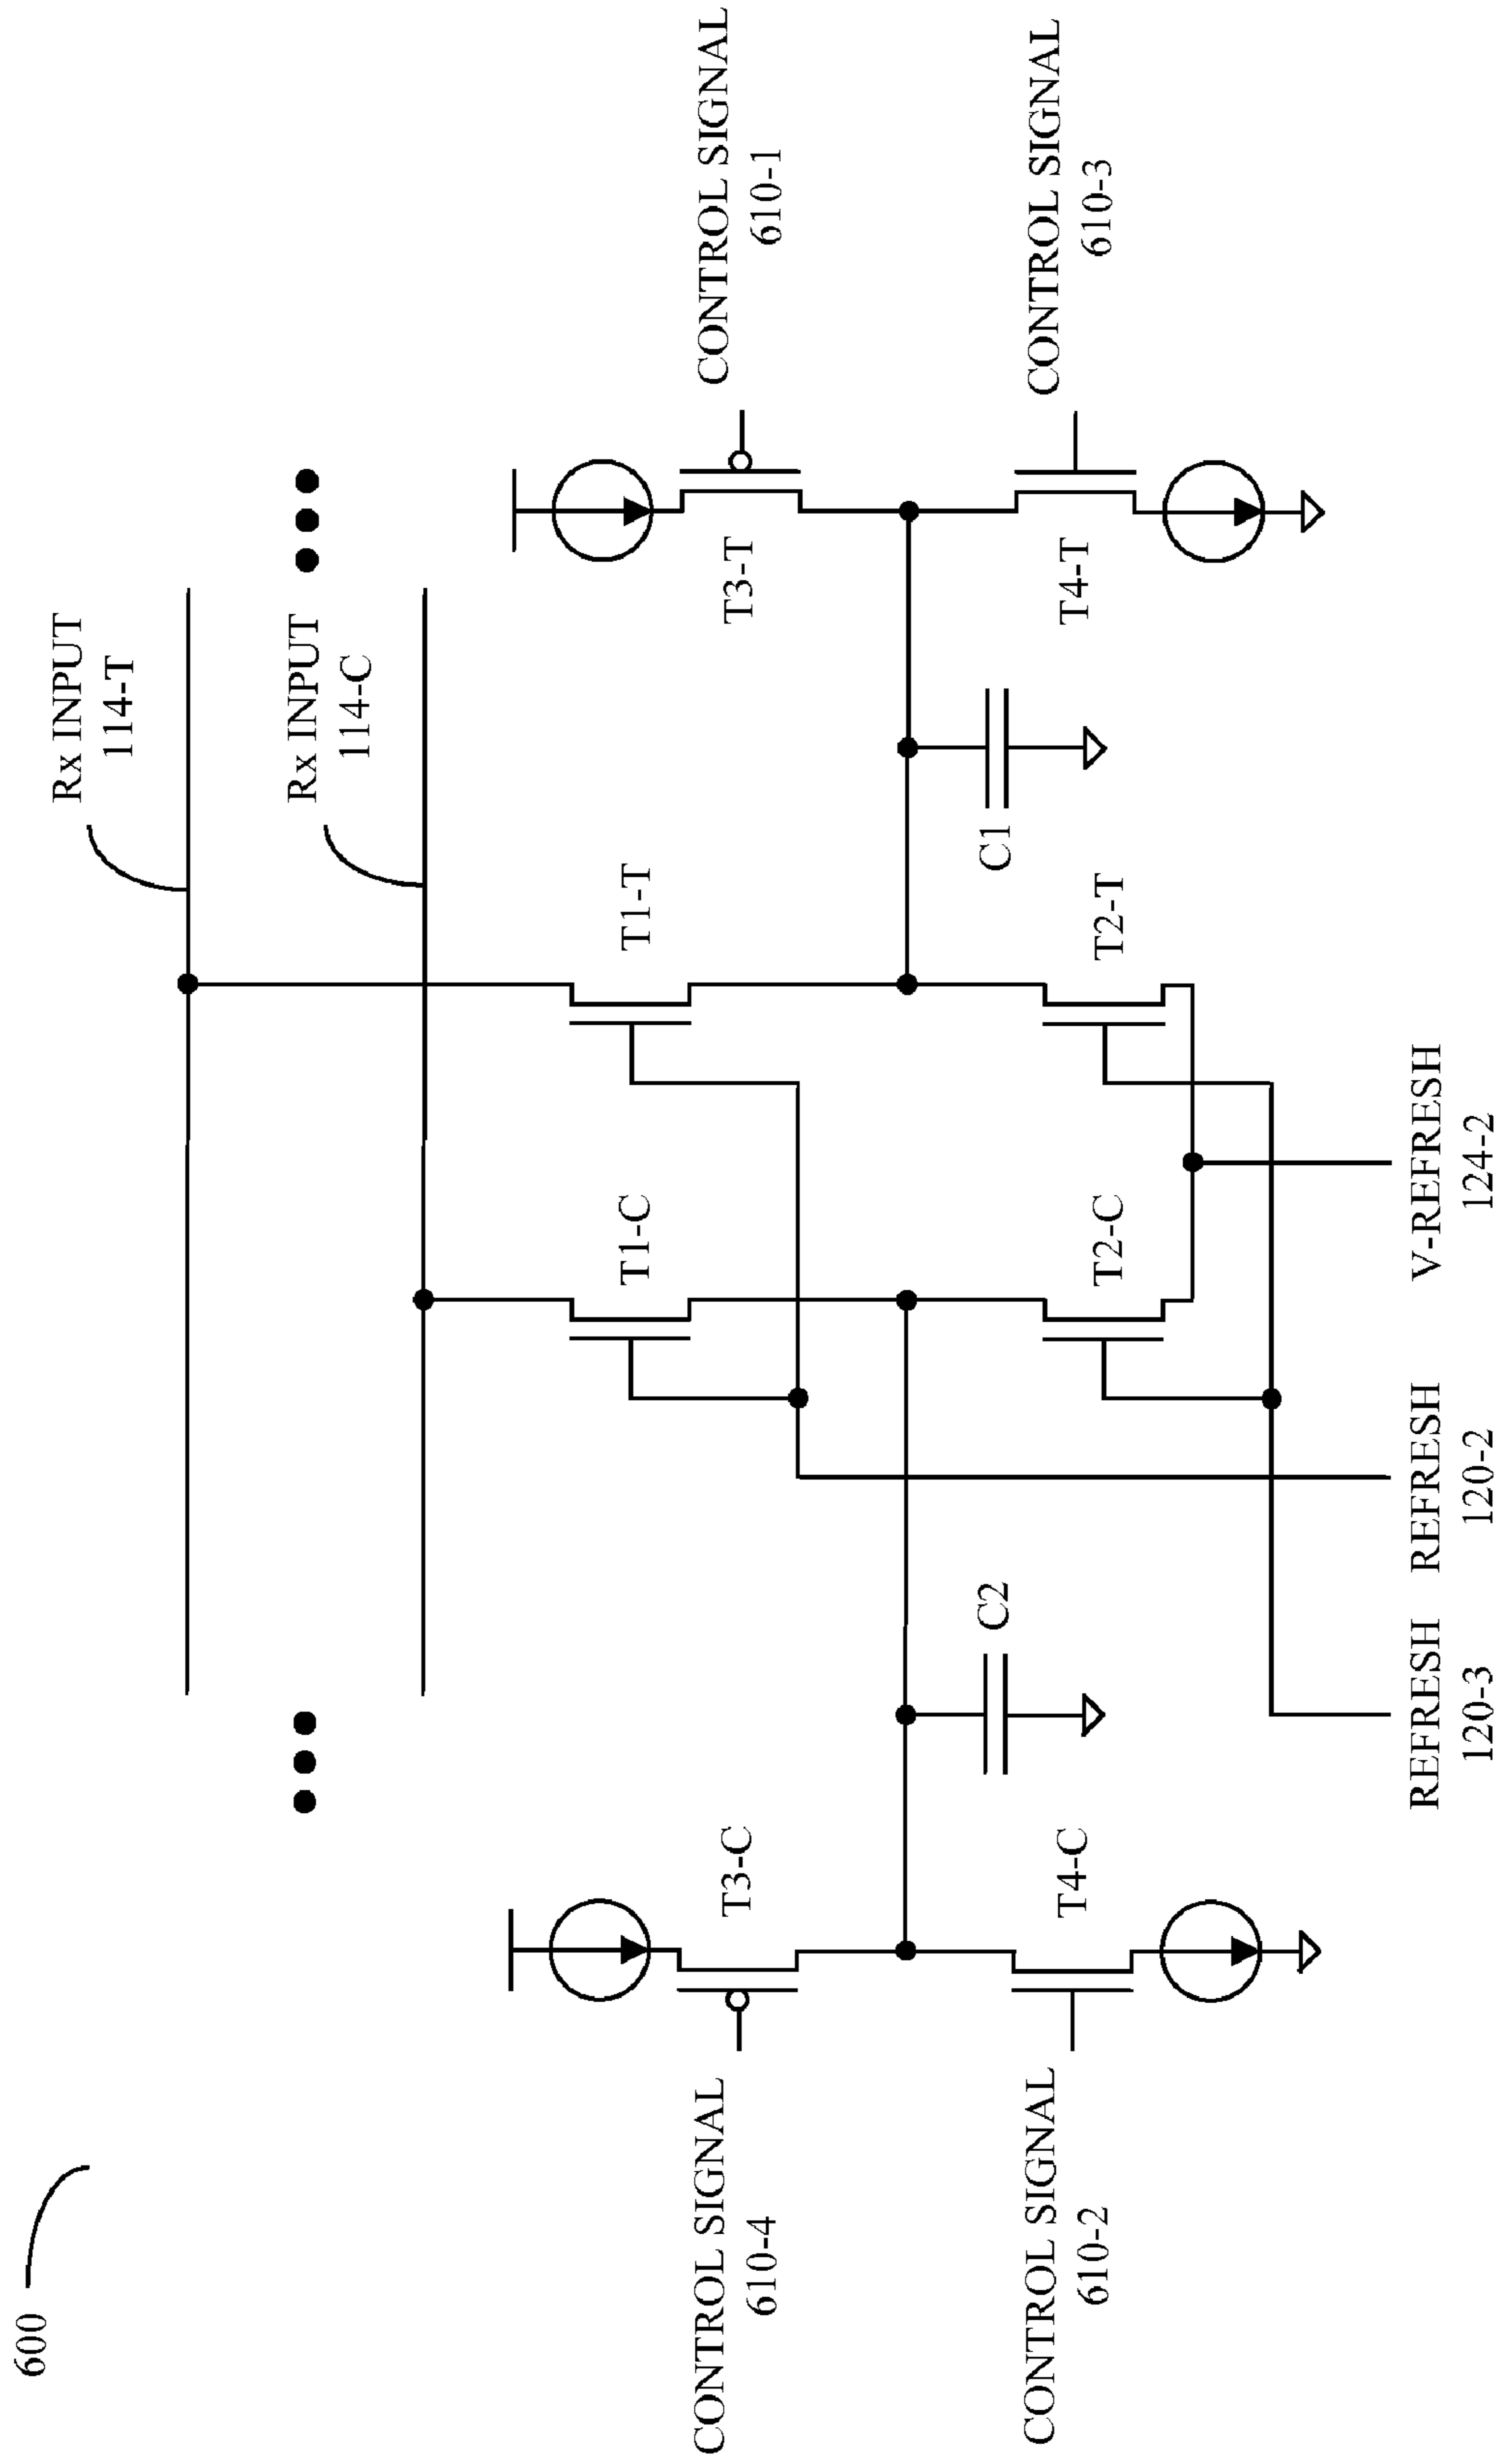 600
Rx INPUT
114-T
Rx INPUT
114-C
CONTROL SIGNAL
610-4
T3-C
T1-C
T1-T
T3-T
CONTROL SIGNAL
610-1
C2
C1
CONTROL SIGNAL
610-2
T4-C
T2-C
T2-T
T4-T
CONTROL SIGNAL
610-3
REFRESH
120-3
REFRESH
120-2
V-REFRESH
124-2